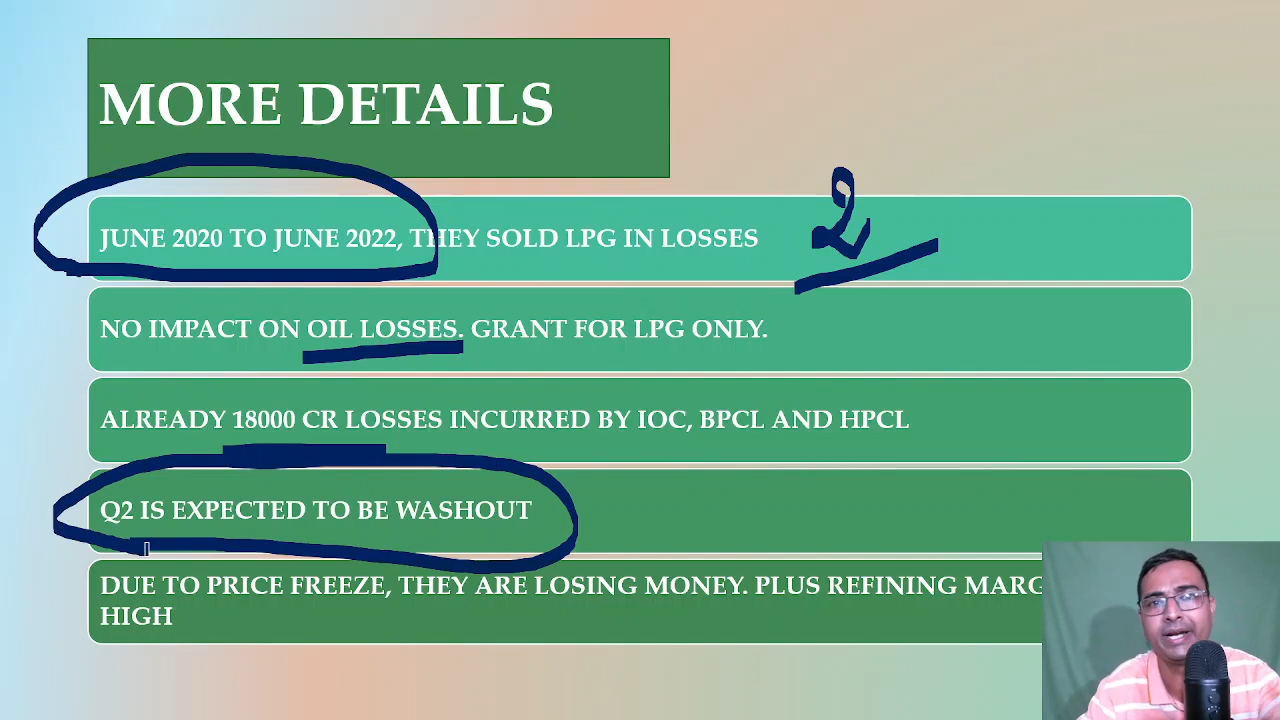 MORE DETAILS
JUNE 2020 TO JUNE 2022, THEY SOLD LPG IN LOSSES
2
NO IMPACT ON OIL LOSSES. GRANT FOR LPG ONLY.
ALREADY 18000 CR LOSSES INCURRED BY IOC, BPCL AND HPCL
Q2 IS EXPECTED TO BE WASHOUT
DUE TO PRICE FREEZE, THEY ARE LOSING MONEY. PLUS REFINING
HIGH